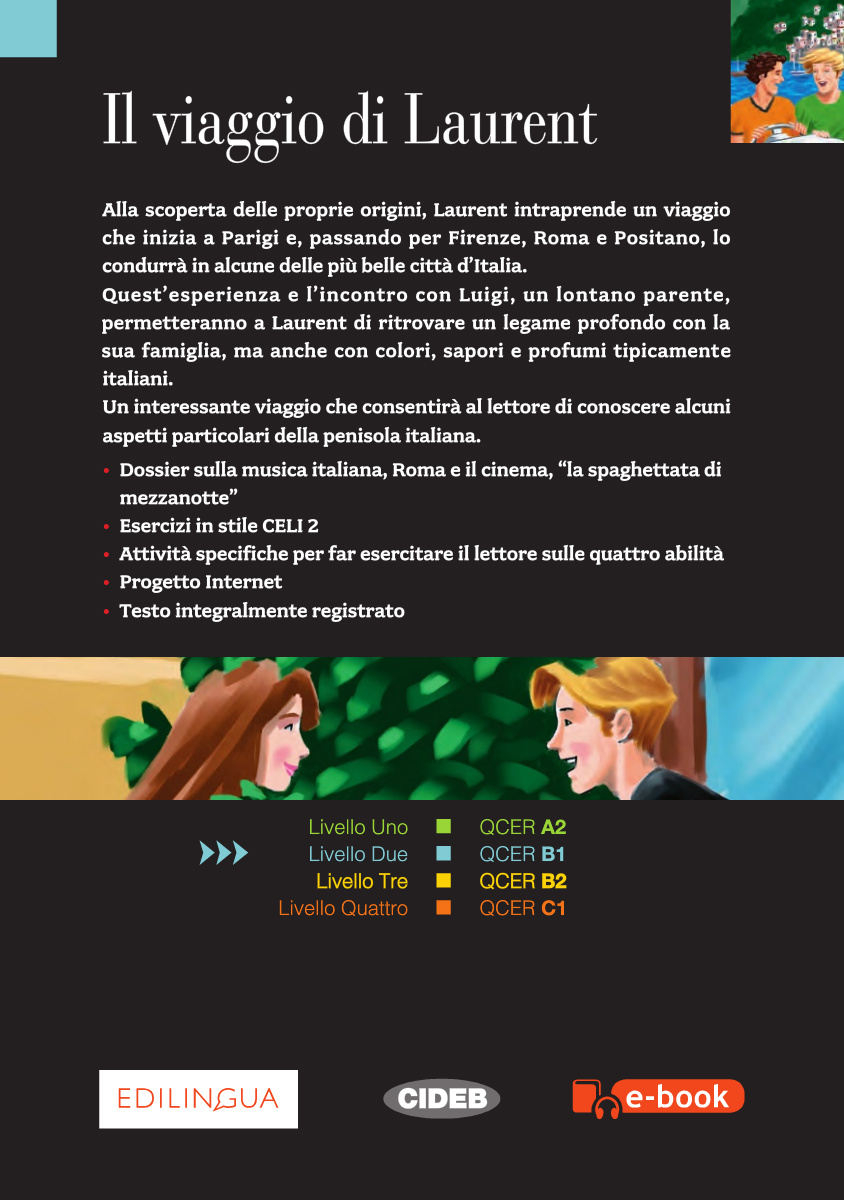 Il viaggio di Laurent
Alla scoperta delle proprie origini, Laurent intraprende un viaggio
che inizia a Parigi e, passando per Firenze, Roma e Positano, lo
condurrà in alcune delle più belle città d'Italia.
Quest'esperienza e l'incontro con Luigi, un lontano parente,
permetteranno a Laurent di ritrovare un legame profondo con la
sua famiglia, ma anche con colori, sapori e profumi tipicamente
italiani.
Un interessante viaggio che consentirà al lettore di conoscere alcuni
aspetti particolari della penisola italiana.
• Dossier sulla musica italiana, Roma e il cinema, “la spaghettata di
mezzanotte”
• Esercizi in stile CELI 2
• Attività specifiche per far esercitare il lettore sulle quattro abilità
• Progetto Internet
• Testo integralmente registrato
Livello Uno ■ QCER A2
Livello Due ■ QCER B1
Livello Tre ■ QCER B2
Livello Quattro ■ QCER C1
EDILINGUA
CIDEB
e-book